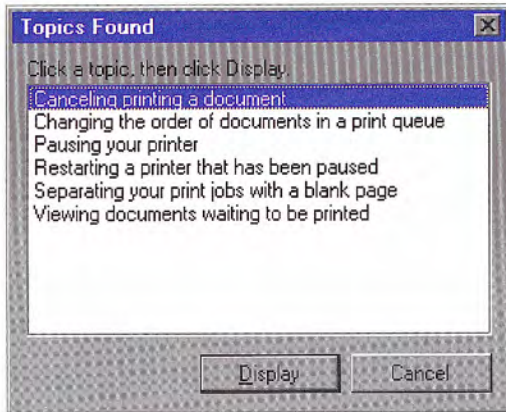 Topics Found
Click a topic, then click Display.
Canceling printing a document
Changing the order of documents in a print queue
Pausing your printer
Restarting a printer that has been paused
Separating your print jobs with a blank page
Viewing documents waiting to be printed
Display
Cancel